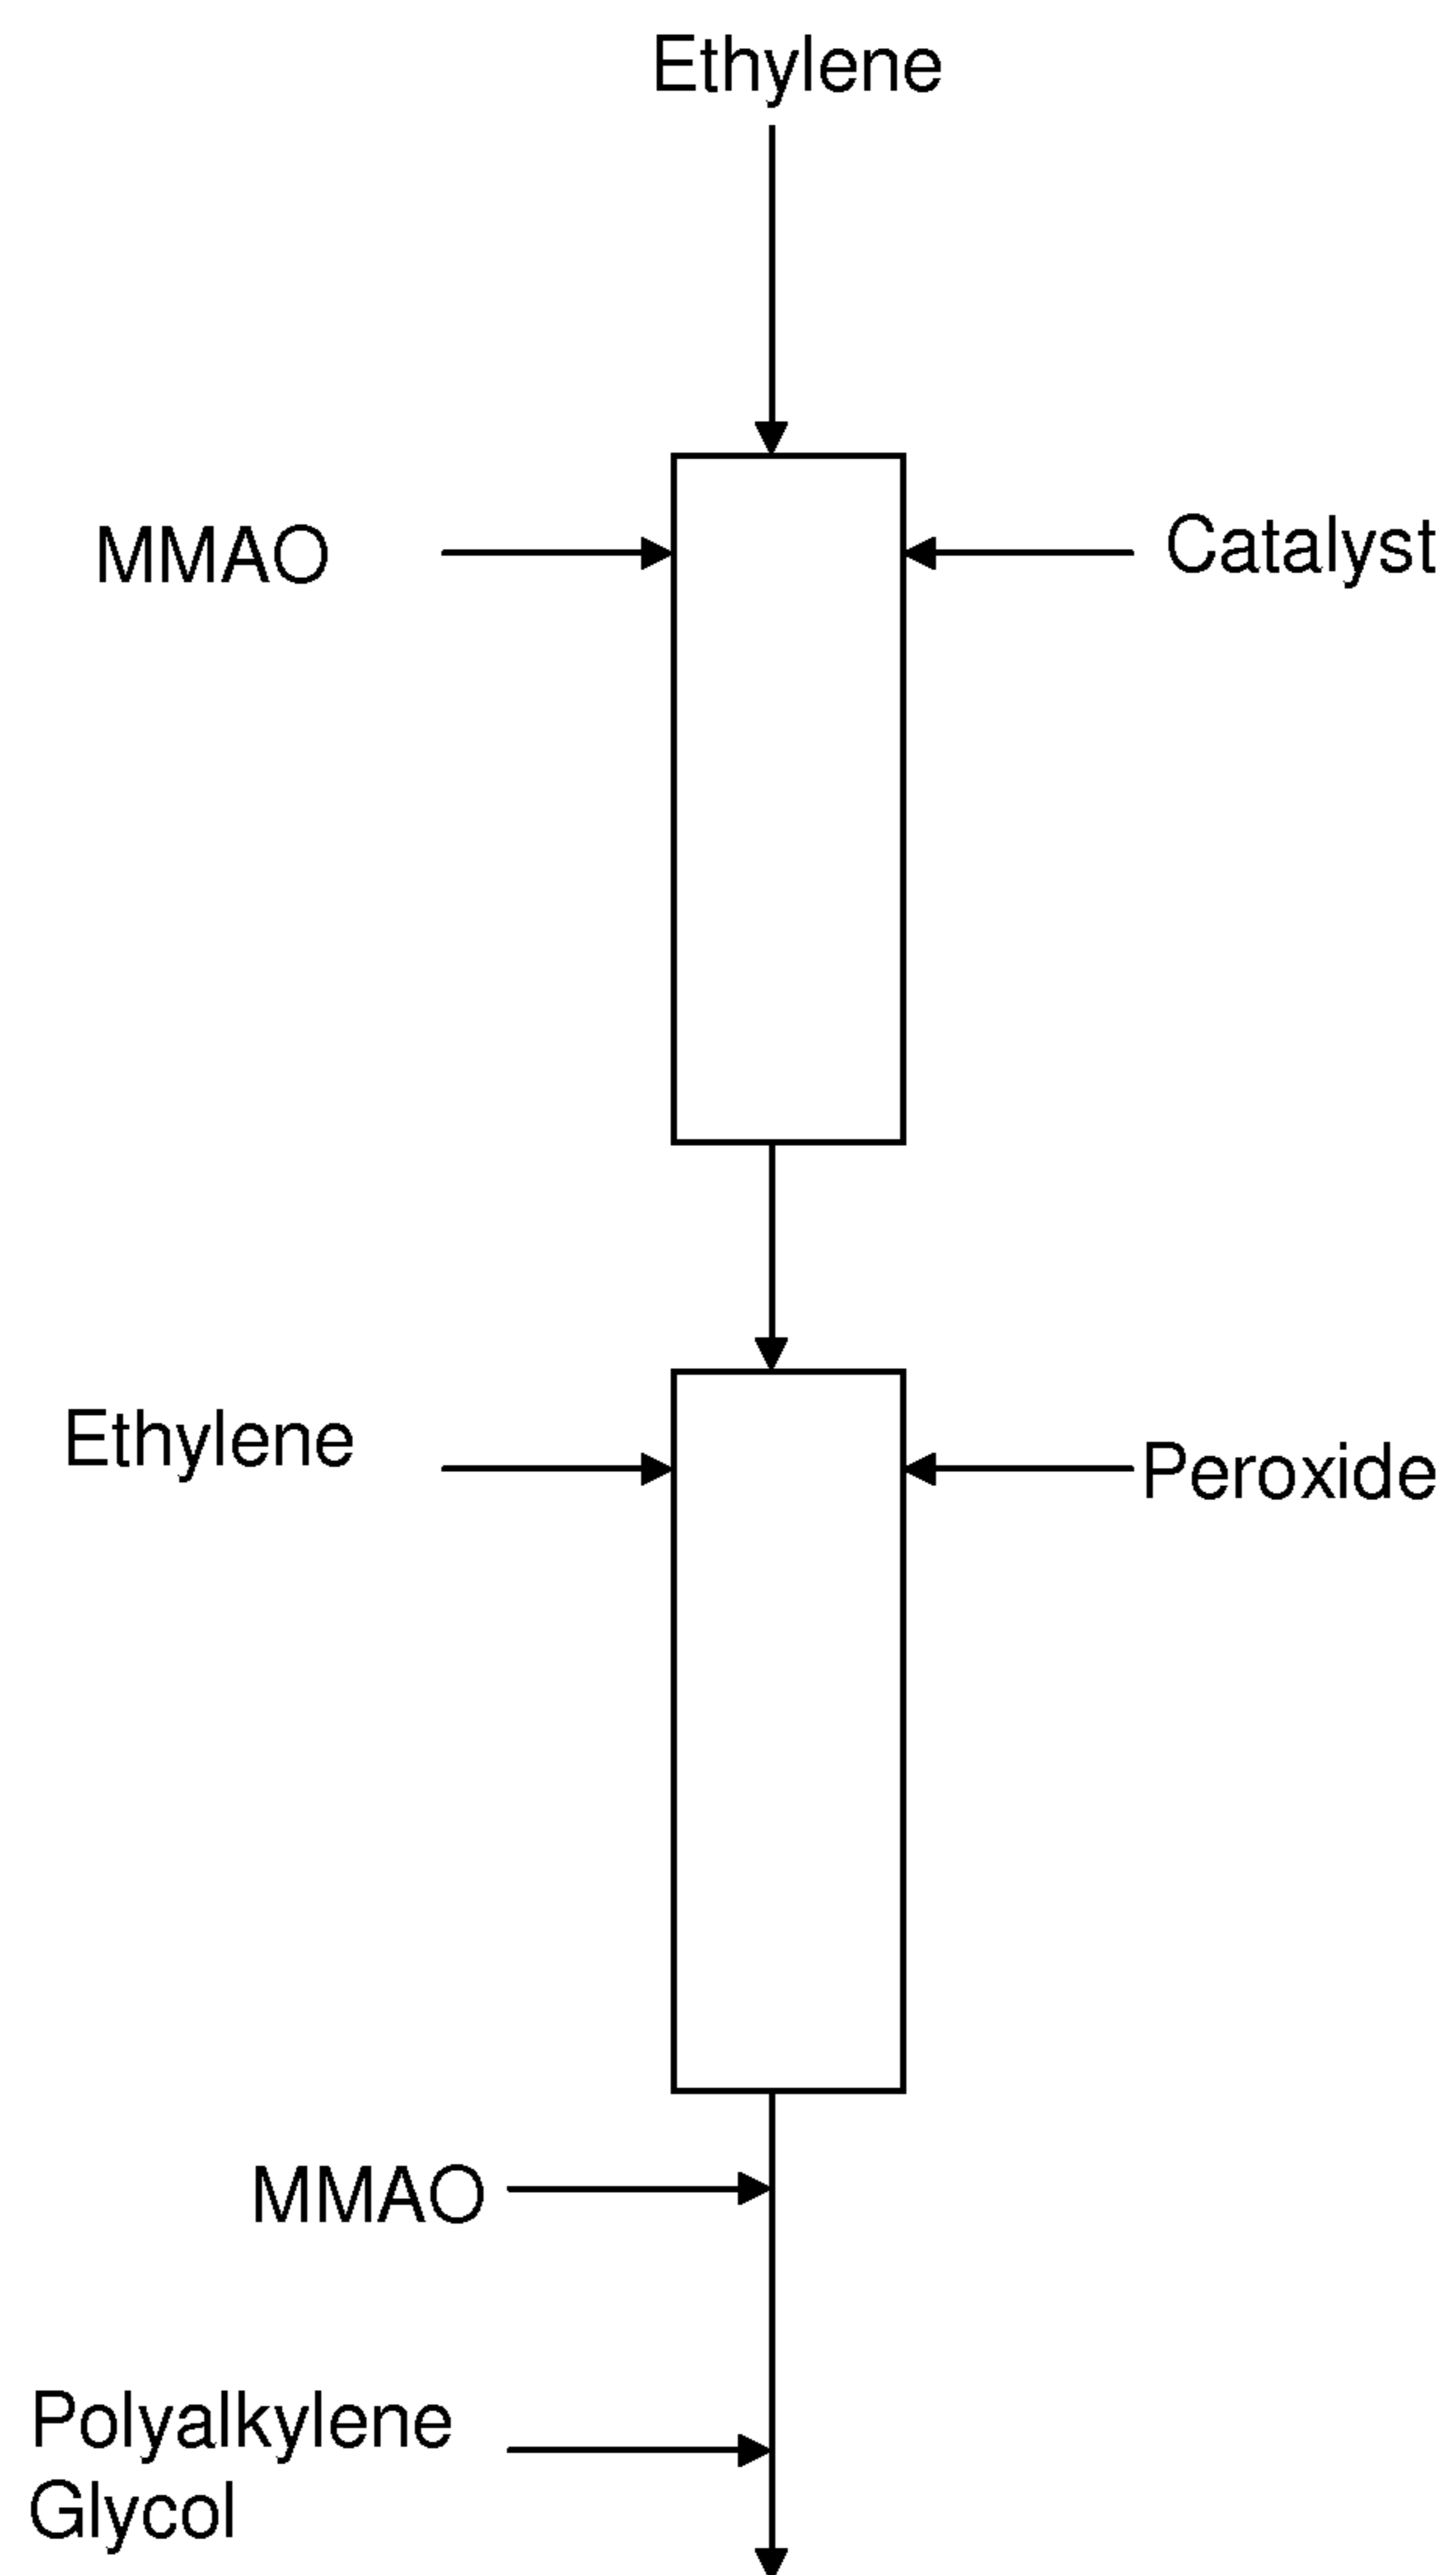 Ethylene
MMAO
Catalyst
Ethylene
Peroxide
MMAO
Polyalkylene
Glycol